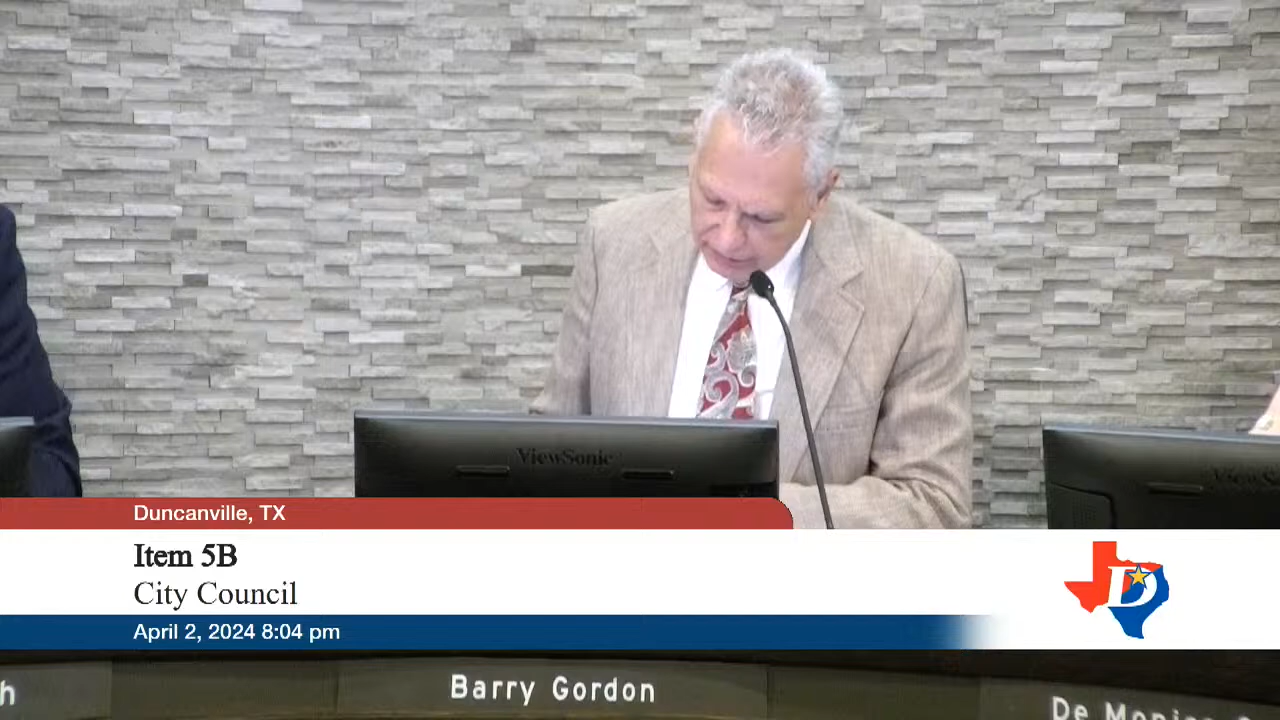 ViewSonic
Duncanville, TX
Item 5B
City Council
D
April 2, 2024 8:04 pm
h
Barry Gordon